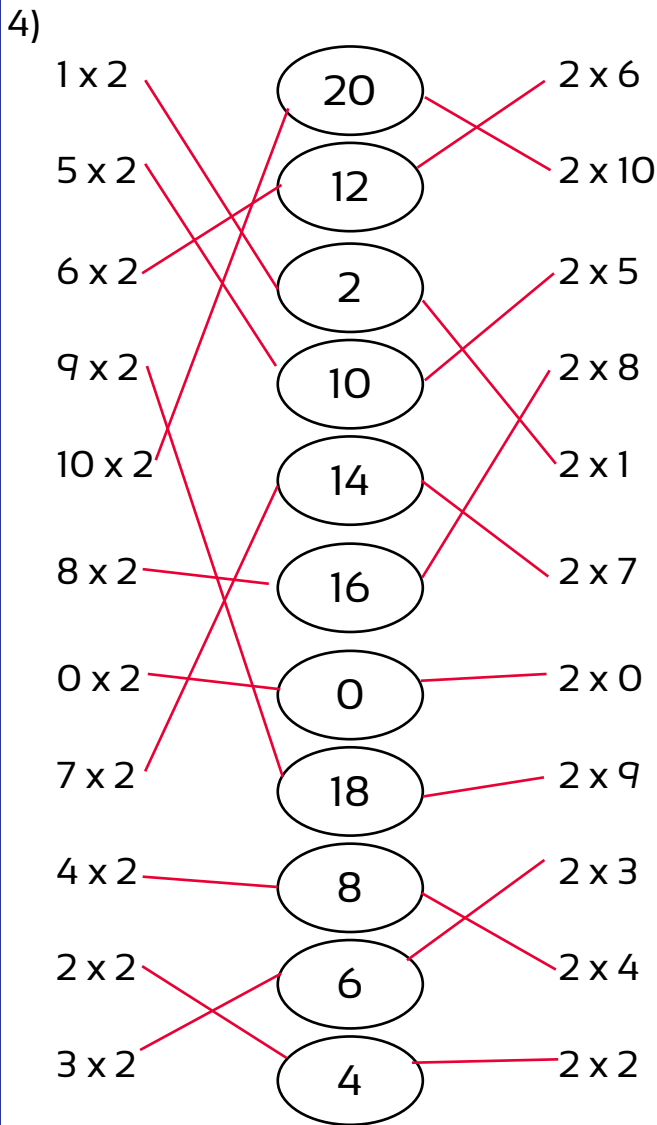 4)
1 x 2 20 2 x 6
5 x 2 12 2 x 10
6 x 2 2 2 x 5
9 x 2 10 2 x 8
10 x 2 14 2 x 1
8 x 2 16 2 x 7
0 x 2 0 2 x 0
7 x 2 18 2 x 9
4 x 2 8 2 x 3
2 x 2 6 2 x 4
3 x 2 4 2 x 2